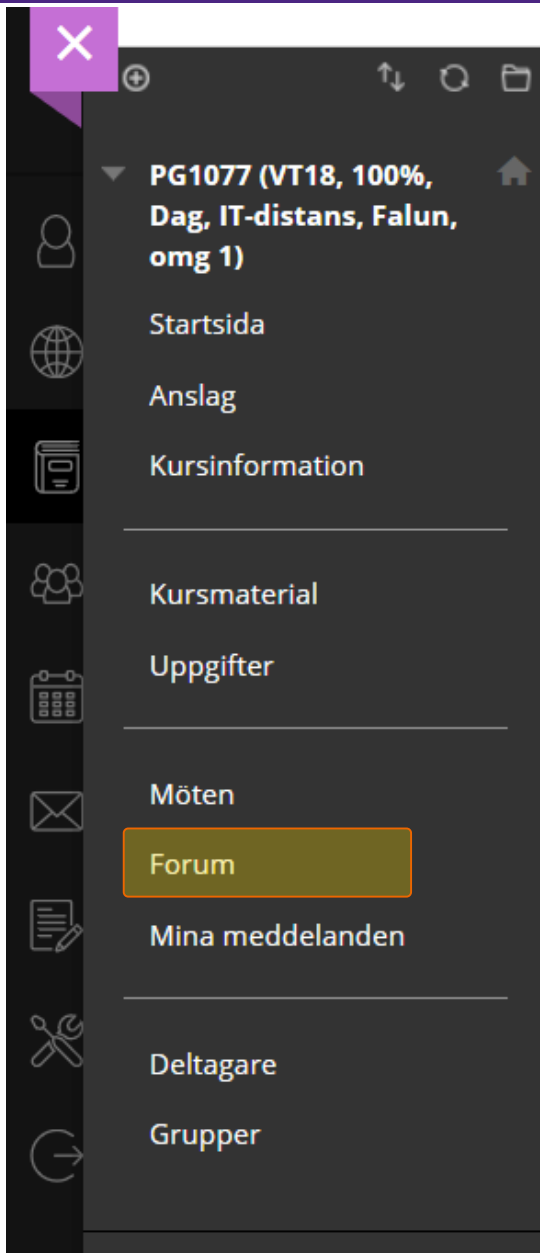 PG1077 (VT18, 100%,
Dag, IT-distans, Falun,
omg 1)
Startsida
Anslag
Kursinformation
Kursmaterial
Uppgifter
Möten
Forum
Mina meddelanden
Deltagare
Grupper